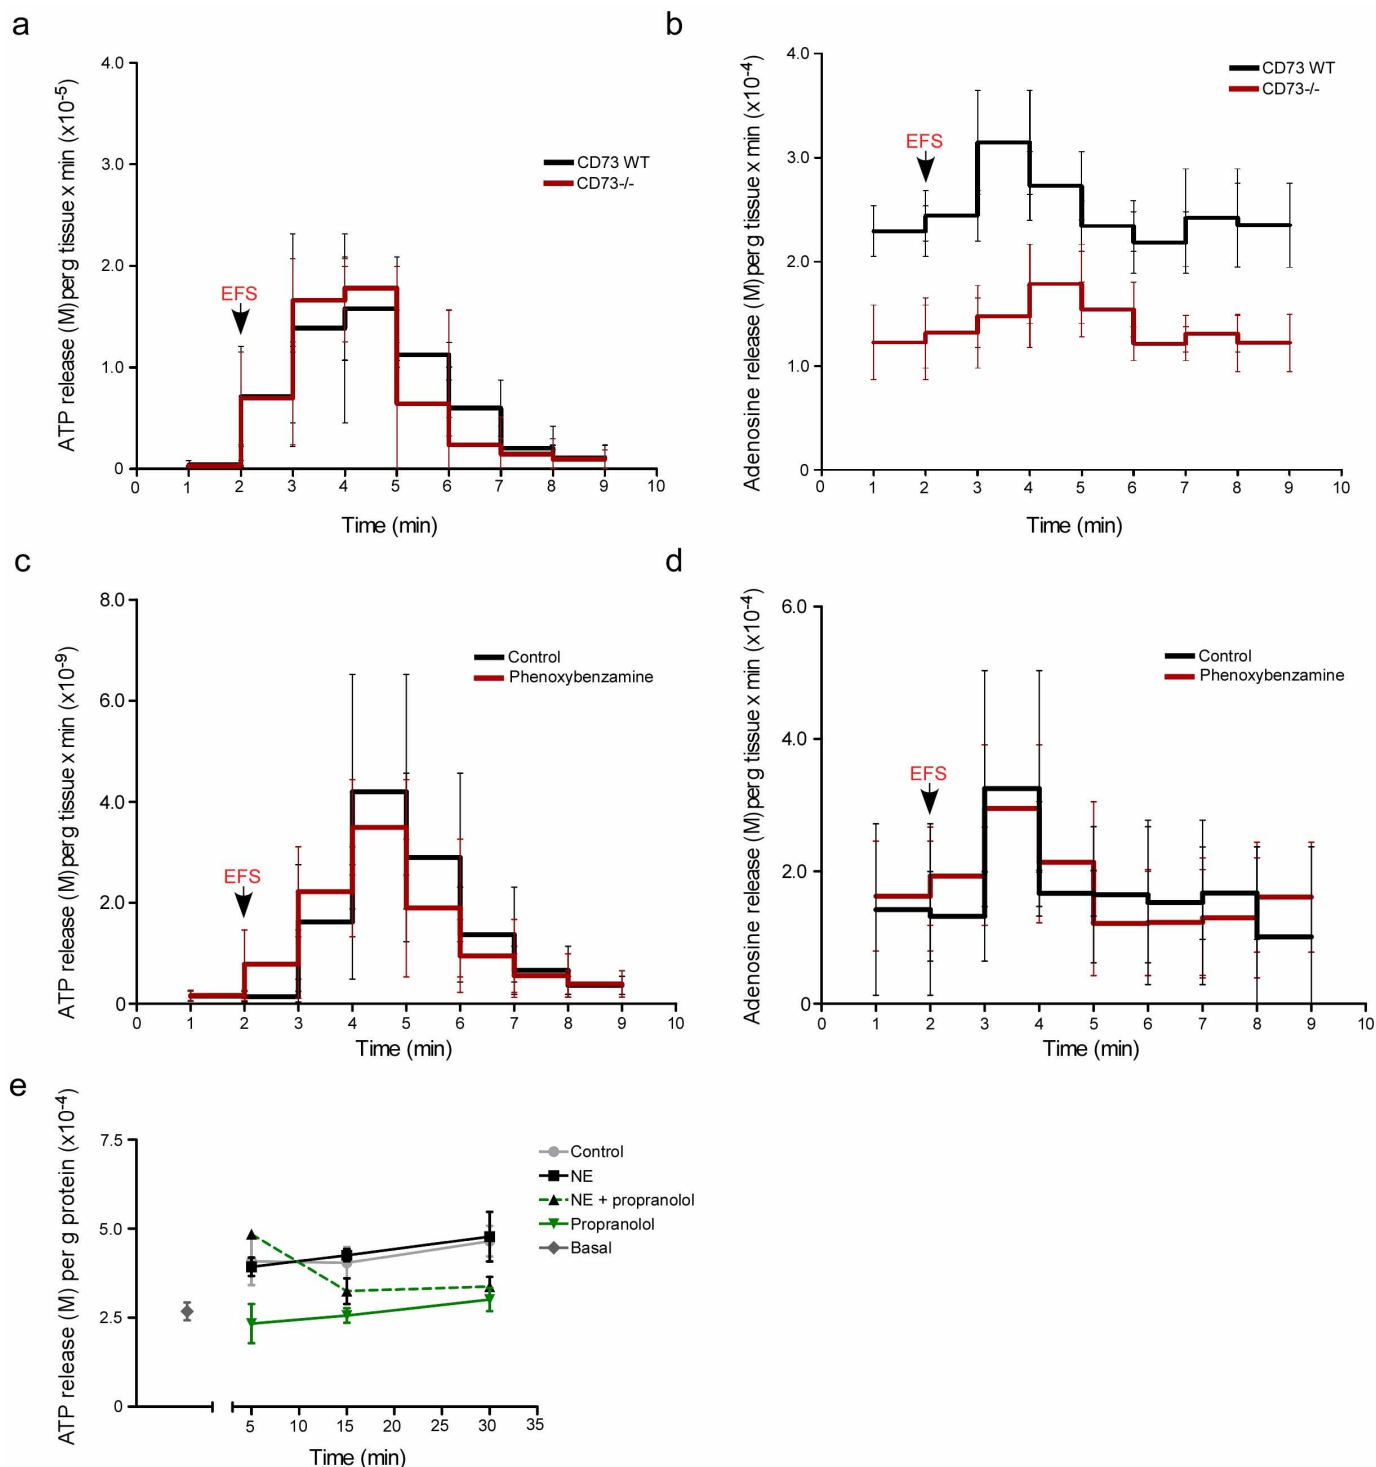 a
ATP release (M)perg tissue x min (x10-5)
4.0
3.0
2.0
1.0
0
EFS
CD73 WT
CD73-/-
0 1 2 3 4 5 6 7 8 9 10
Time (min)
b
Adenosine release (M)perg tissue x min (x10-4)
4.0
3.0
2.0
1.0
0
EFS
CD73 WT
CD73-/-
0 1 2 3 4 5 6 7 8 9 10
Time (min)
c
ATP release (M)perg tissue x min (x10-9)
8.0
6.0
4.0
2.0
0
EFS
Control
Phenoxybenzamine
0 1 2 3 4 5 6 7 8 9 10
Time (min)
d
Adenosine release (M)perg tissue x min (x10-4)
6.0
4.0
2.0
0
EFS
Control
Phenoxybenzamine
0 1 2 3 4 5 6 7 8 9 10
Time (min)
e
ATP release (M) per g protein (x10-4)
7.5
5.0
2.5
0
Control
NE
NE + propranolol
Propranolol
Basal
5 10 15 20 25 30 35
Time (min)